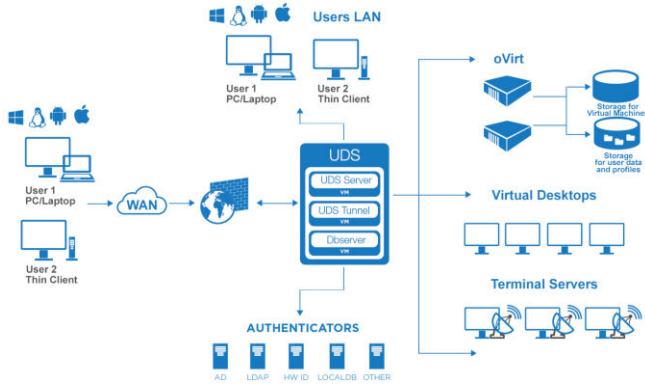 Users LAN
User 1
PC/Laptop
User 2
Thin Client
User 1
PC/Laptop
User 2
Thin Client
WAN
UDS
UDS Server
VM
UDS Tunnel
VM
Dbserver
VM
AUTHENTICATORS
AD
LDAP
HW ID
LOCALDB
OTHER
oVirt
Storage for
Virtual Machine
Storage
for user data
and profiles
Virtual Desktops
Terminal Servers